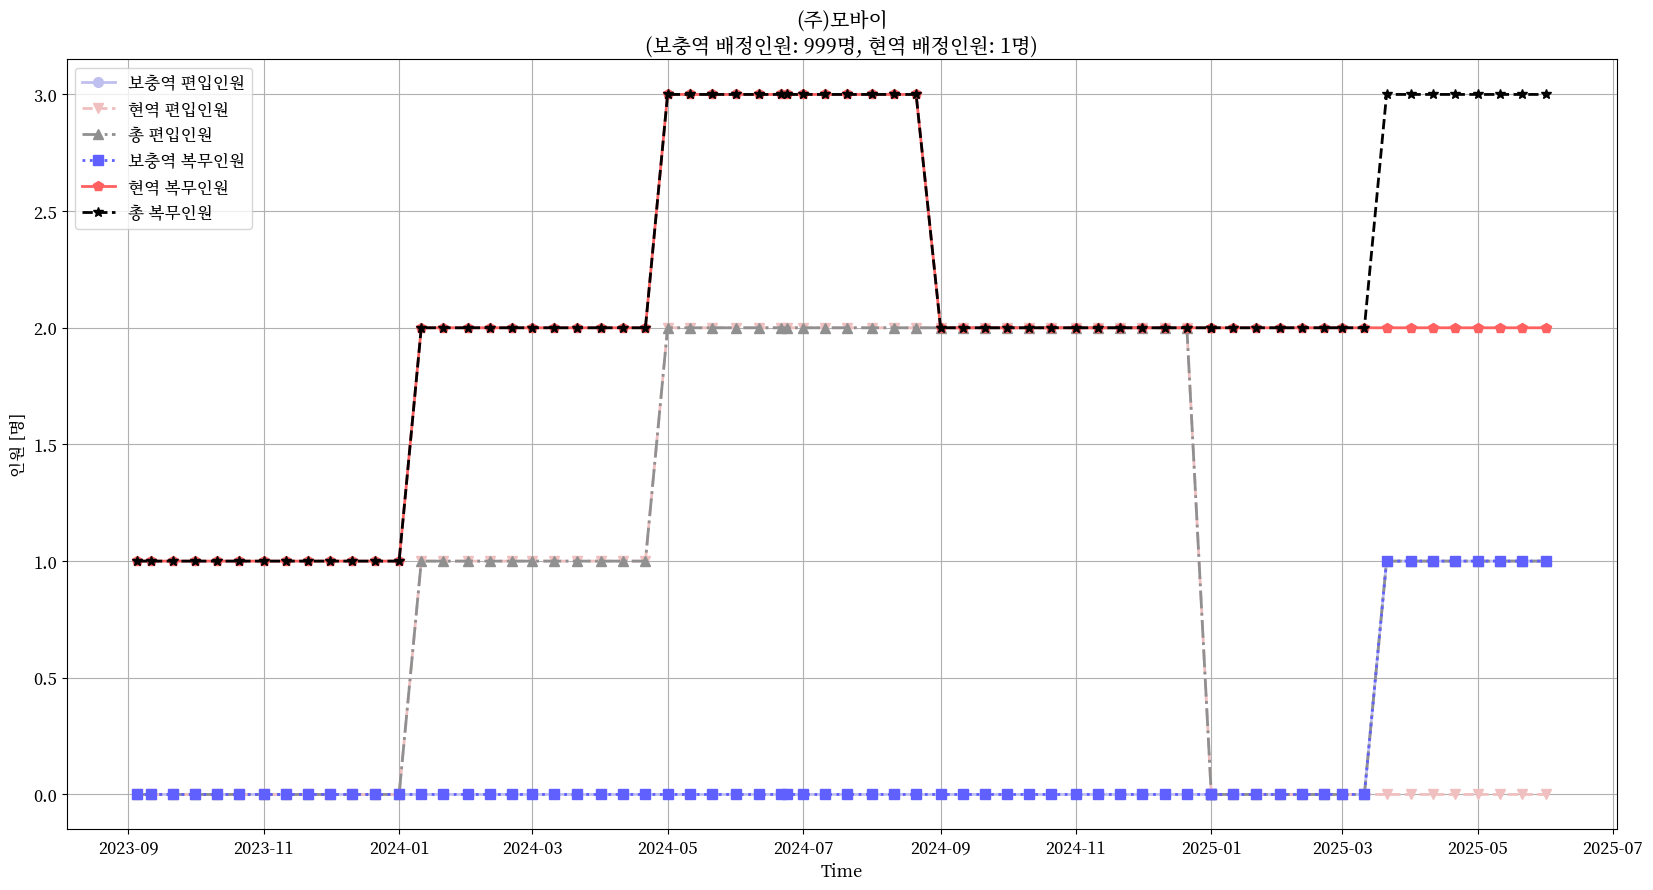 (주)모바이
(보충역 배정인원: 999명, 현역 배정인원: 1명)
보충역 편입인원
현역 편입인원
총 편입인원
보충역 복무인원
현역 복무인원
총 복무인원
인원 [명]
3.0
2.5
2.0
1.5
1.0
0.5
0.0
2023-09 2023-11 2024-01 2024-03 2024-05 2024-07 2024-09 2024-11 2025-01 2025-03 2025-05 2025-07
Time